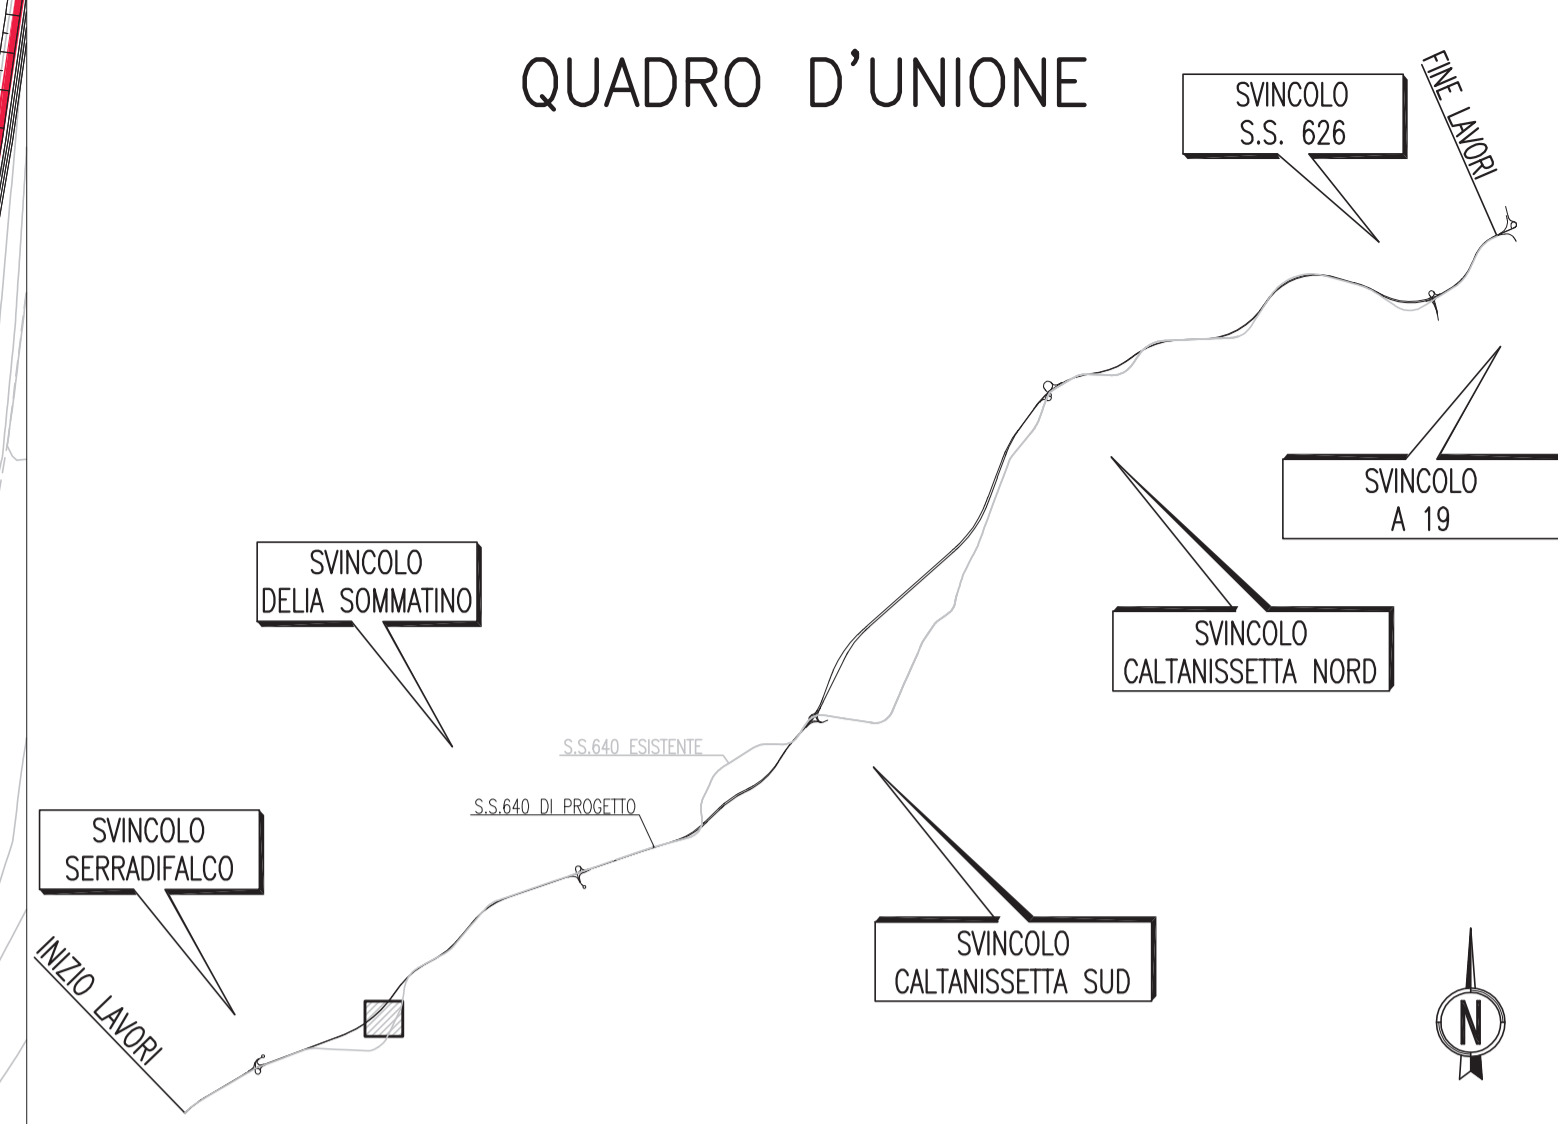 QUADRO D'UNIONE
SVINCOLO
S.S. 626
FINE LAVORI
SVINCOLO
A 19
SVINCOLO
DELIA SOMMATINO
SVINCOLO
CALTANISSETTA NORD
S.S.640 ESISTENTE
S.S.640 DI PROGETTO
SVINCOLO
SERRADIFALCO
SVINCOLO
CALTANISSETTA SUD
INIZIO LAVORI
N